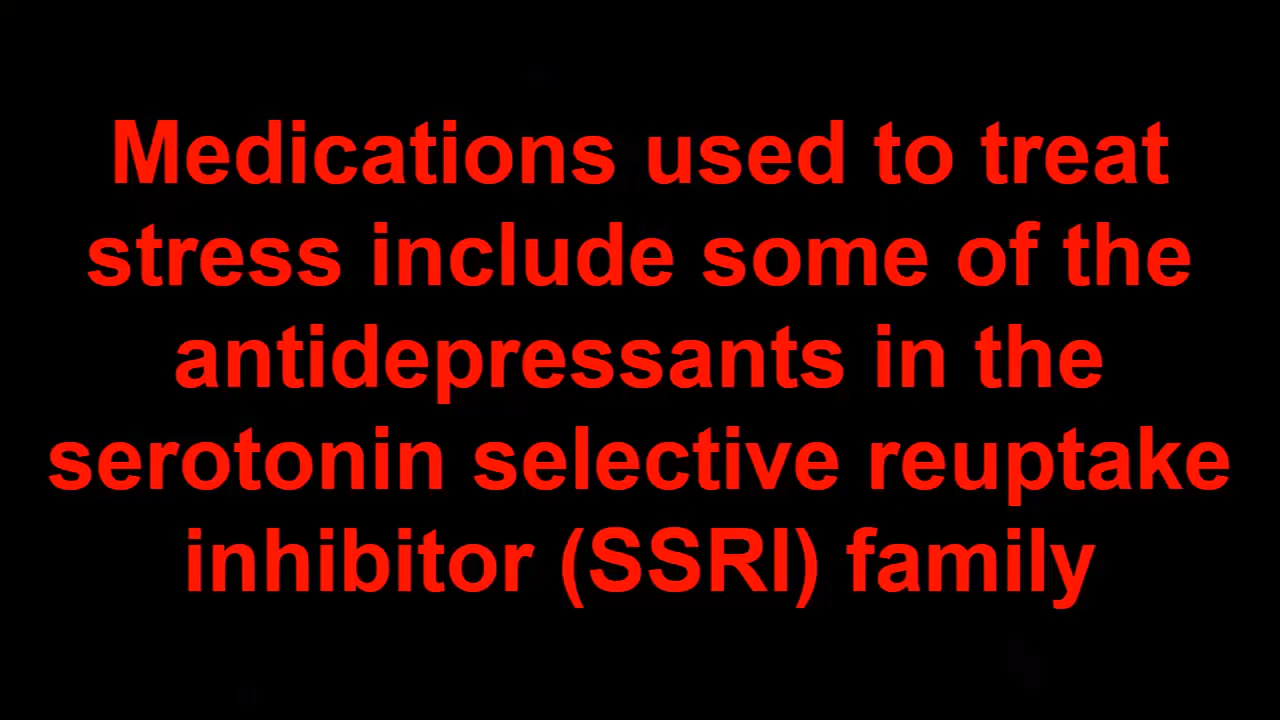 Medications used to treat
stress include some of the
antidepressants in the
serotonin selective reuptake
inhibitor (SSRI) family